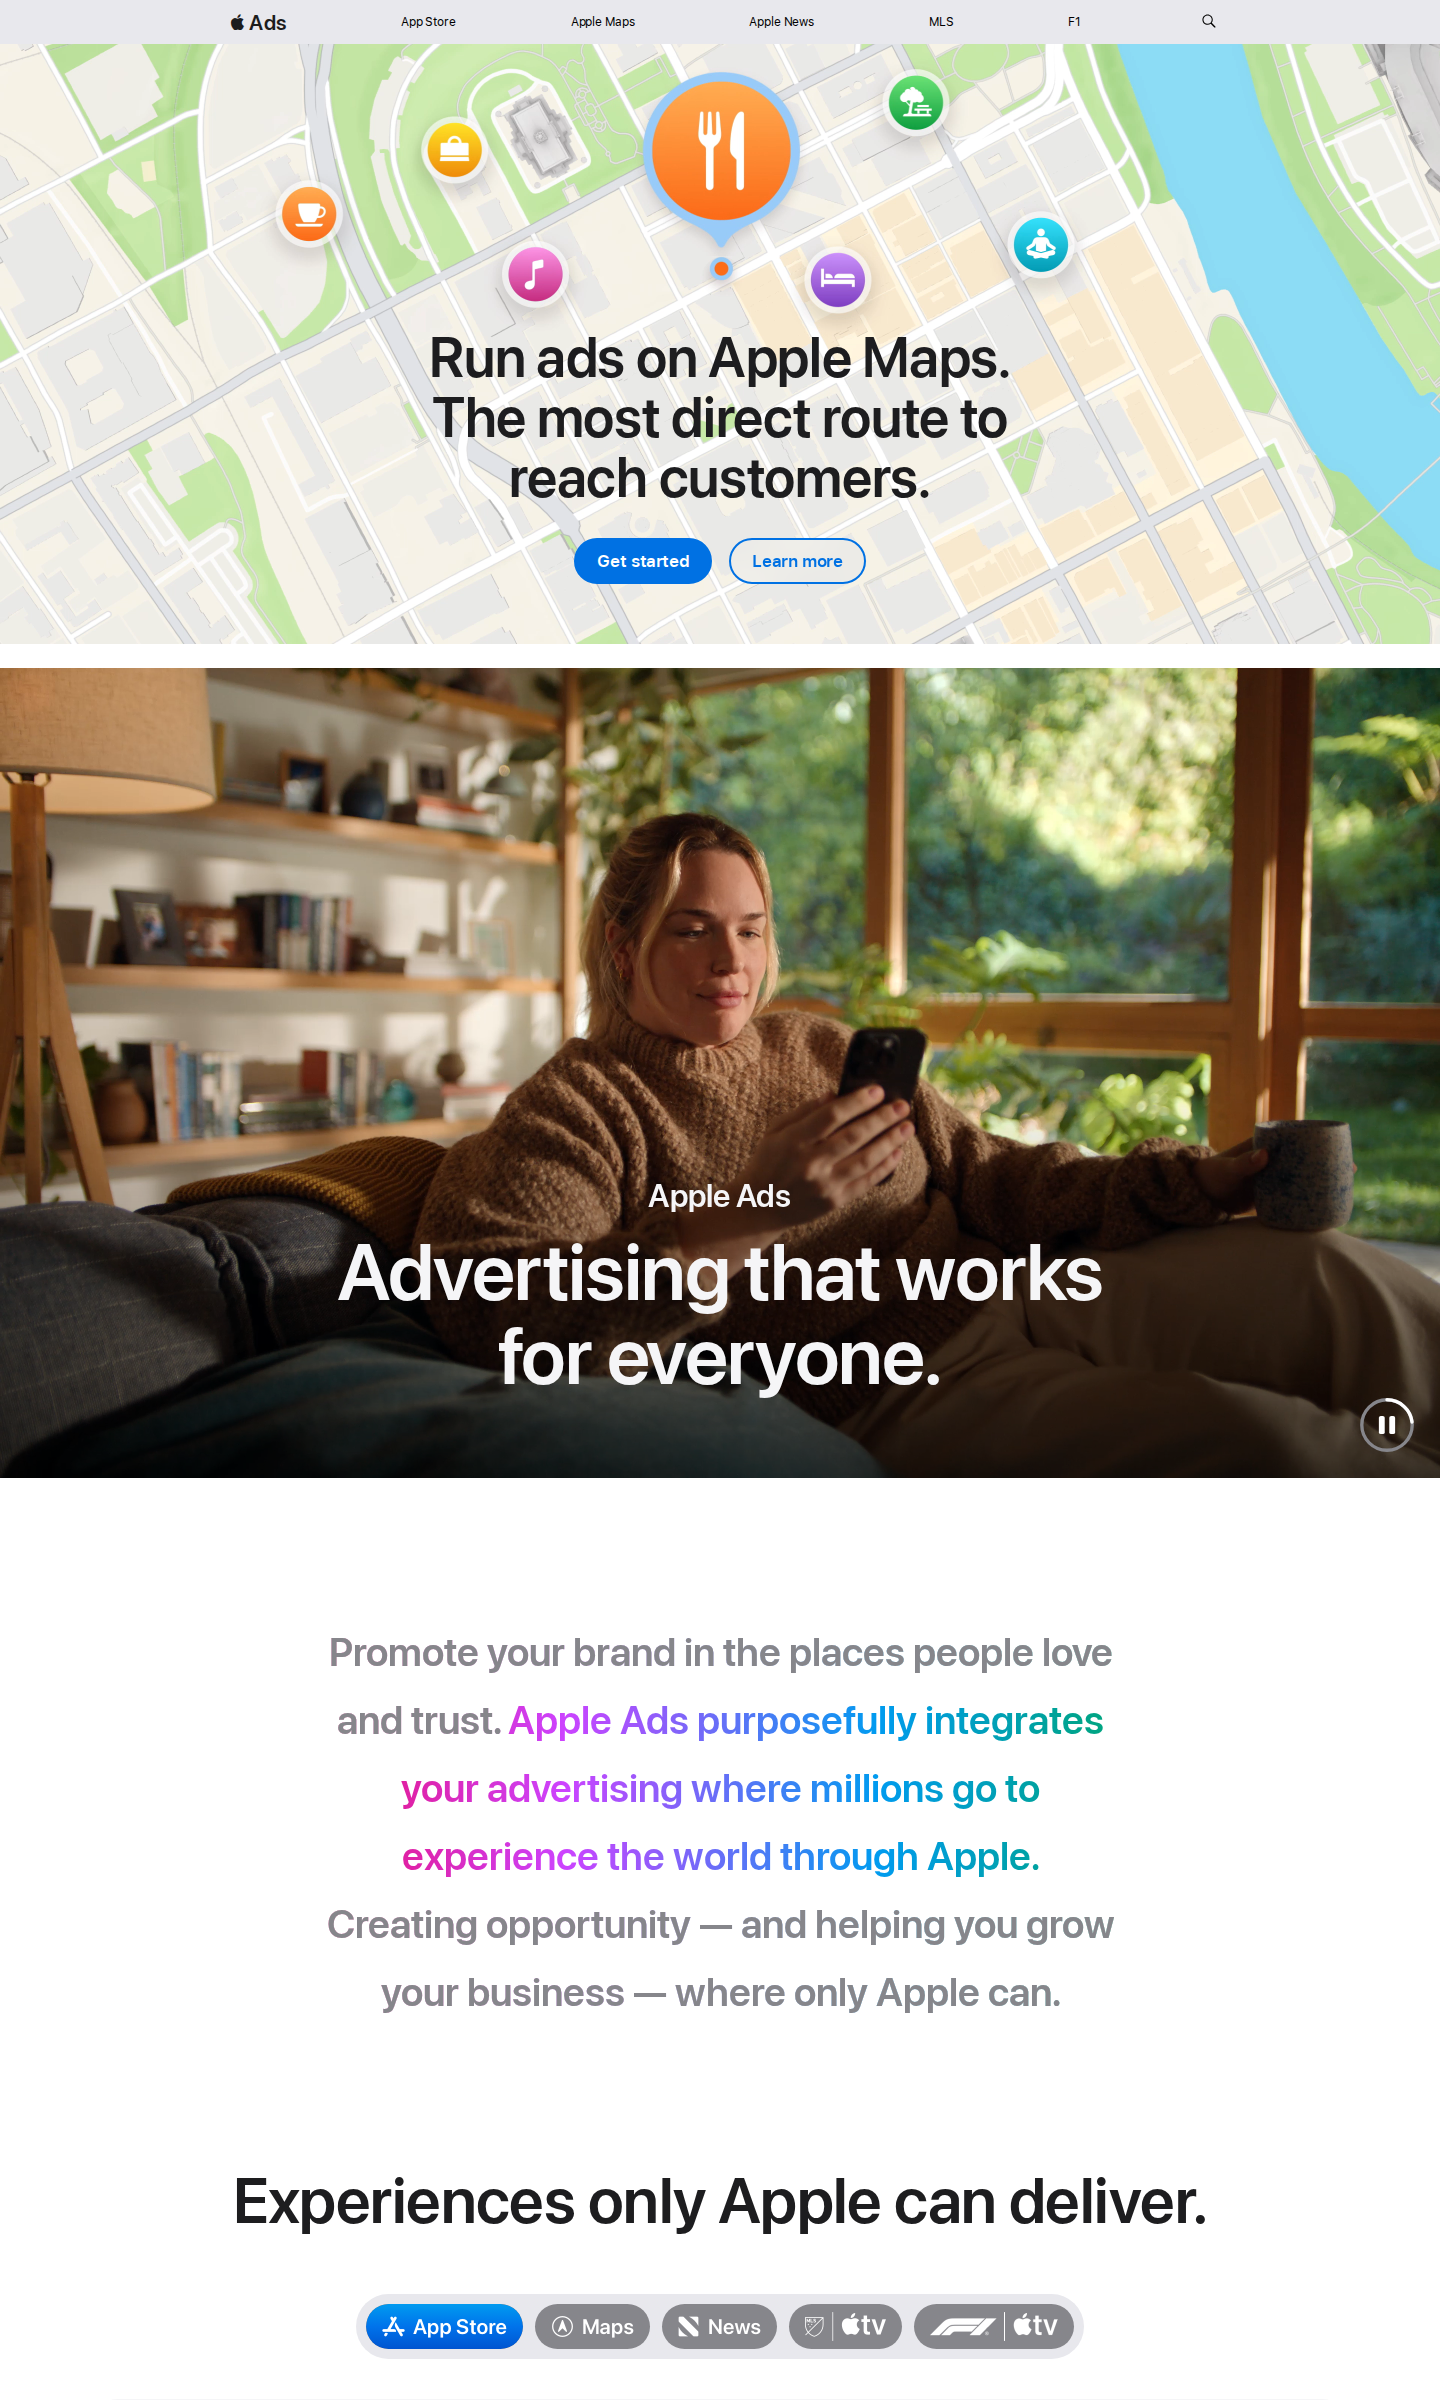 Ads
App Store
Apple Maps
Apple News
MLS
F1
Run ads on Apple Maps.
The most direct route to
reach customers.
Get started
Learn more
Apple Ads
Advertising that works
for everyone.
Promote your brand in the places people love
and trust. Apple Ads purposefully integrates
your advertising where millions go to
experience the world through Apple.
Creating opportunity — and helping you grow
your business — where only Apple can.
Experiences only Apple can deliver.
App Store
Maps
News
MLS tv
F1 tv